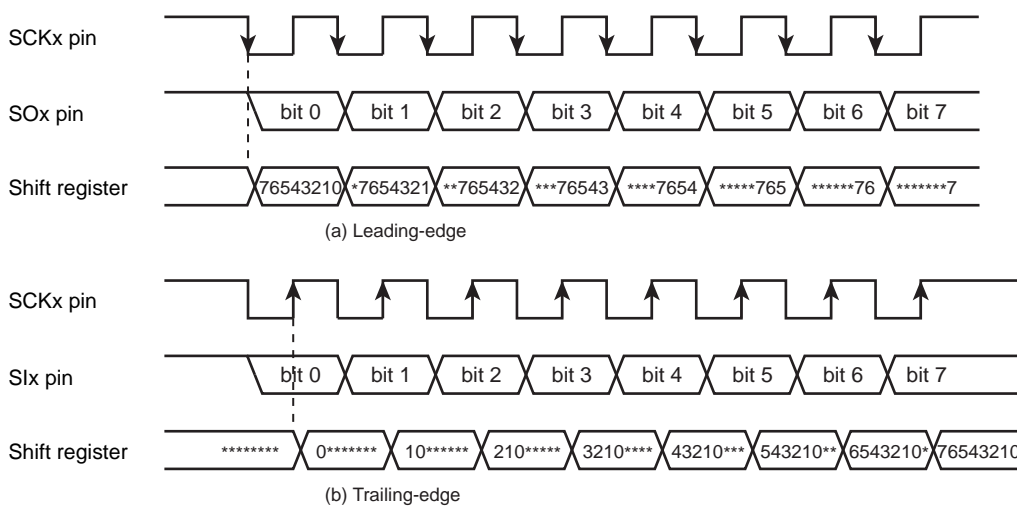 SCKx pin
SOx pin bit 0 bit 1 bit 2 bit 3 bit 4 bit 5 bit 6 bit 7
Shift register 76543210 *7654321 **765432 ***76543 ****7654 *****765 ******76 *******7
(a) Leading-edge
SCKx pin
SIx pin bit 0 bit 1 bit 2 bit 3 bit 4 bit 5 bit 6 bit 7
Shift register ******** 0******* 10****** 210***** 3210**** 43210*** 543210** 6543210* 76543210
(b) Trailing-edge